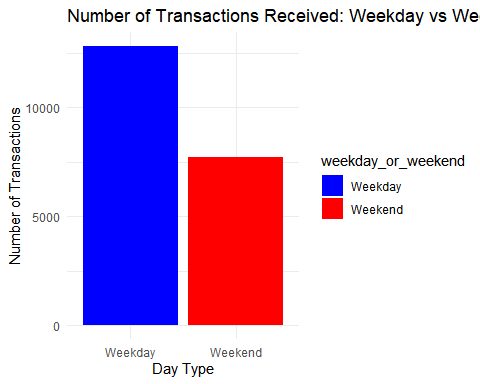 Number of Transactions Received: Weekday vs We
Number of Transactions
10000
5000
0
Weekday
Weekend
Day Type
weekday_or_weekend
Weekday
Weekend